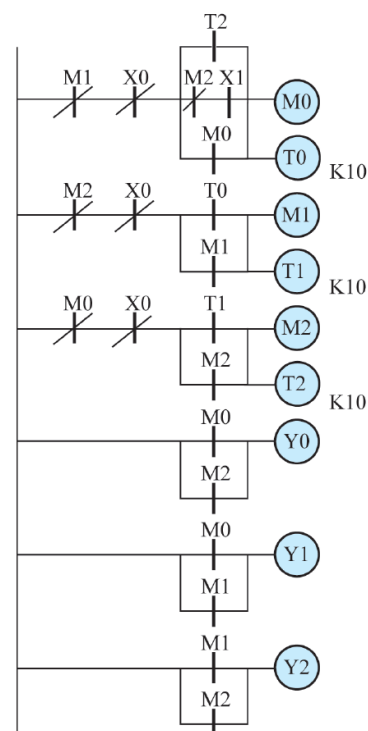 T2
M1 X0 M2 X1 M0
M0 T0 K10
M2 X0 T0 M1
M1 T1 K10
M0 X0 T1 M2
M2 T2 K10
M0 Y0
M2
M0 Y1
M1
M1 Y2
M2